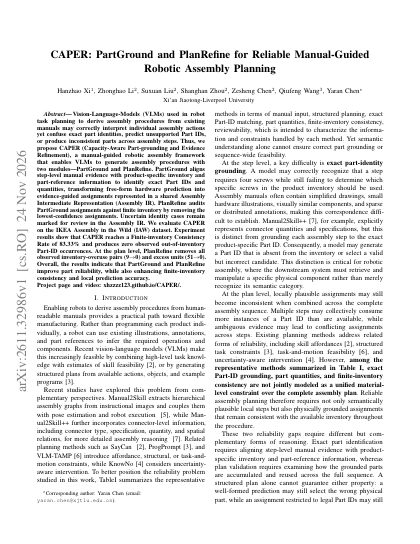 CAPER: PartGround and PlanRefine for Reliable Manual-Guided
Robotic Assembly Planning
Hanzhao Xi¹, Zhonghao Li¹, Suxuan Liu¹, Shanghan Zhou¹, Zesheng Chen¹, Qiufeng Wang¹, Yaran Chen*
Xi'an Jiaotong-Liverpool University
arXiv:2611.32986v1 [cs.RO] 24 Nov 2026
Abstract—Vision-Language-Models (VLMs) used in robot
task planning to derive assembly procedures from existing
manuals may correctly interpret individual assembly actions
yet confuse exact part identities, predict unsupported Part IDs,
or produce inconsistent parts across assembly steps. Thus, we
propose CAPER (Capacity-Aware Part-grounding and Evidence
Refinement), a manual-guided robotic assembly framework
that enables VLMs to generate assembly procedures with
two modules—PartGround and PlanRefine. PartGround aligns
step-level manual evidence with product-specific inventory
and part-reference information to identify exact Part IDs and
quantities, transforming free-form hardware prediction into
evidence-guided assignments represented in a shared Assembly
Intermediate Representation (AIR). PlanRefine audits
PartGround assignments against finite inventory by removing the
lowest-confidence assignments. Uncertain identity cases remain
marked for review in the Assembly IR. We evaluate CAPER
on the IKEA Assembly in the Wild (IAW) dataset. Experiment
results show that CAPER reaches a Finite-inventory Consistency
Rate of 83.33% and produces zero observed out-of-inventory
Part-ID occurrences. At the plan level, PlanRefine removes all
observed inventory-overuse pairs (9→0) and excess units (51→0).
Overall, the results indicate that PartGround and PlanRefine
improve part reliability, while also enhancing finite-inventory
consistency and local procedural accuracy.
Project page and video: xhzzz123.github.io/CAPER/.
I. INTRODUCTION
Enabling robots to derive assembly procedures from human-
readable manuals provides a practical path toward flexible
manufacturing. Rather than programming each product individually,
a robot can use existing illustrations, annotations,
and part references to infer the required operations and
components. Recent vision-language models (VLMs) make
this increasingly feasible by combining high-level task knowledge
with estimates of skill feasibility [2], or by generating
structured plans from available actions, objects, and example
programs [3].
Recent studies have explored this problem from complementary
perspectives. Manual2Skill extracts hierarchical
assembly graphs from instruction images and couples them
with pose estimation and robot execution [5], while Manual2Skill++
further incorporates connector-level information,
including connector type, specification, quantity, and spatial
relations, for more detailed assembly reasoning [7]. Related
planning methods such as SayCan [2], ProgPrompt [3], and
VLM-TAMP [6] introduce affordance, structural, or task-and-
motion constraints, while KnowNo [4] considers uncertainty-
aware intervention. To better position the reliability problem
studied in this work, TableI summarizes the representative
*Corresponding author: Yaran Chen (email:
yaran.chen@xjtlu.edu.cn)
methods in terms of manual input, structured output, exact
Part-ID matching, part quantities, finite-inventory consistency,
reviewability, which is intended to characterize the information
and constraints handled by each method. Yet semantic
understanding alone cannot ensure correct part grounding or
sequence-wide feasibility.
At the step level, a key difficulty is exact part-identity
grounding. A model may correctly recognize that a step
requires four screws while still failing to determine which
specific screws in the product inventory should be used.
Assembly manuals often contain simplified drawings, small
hardware illustrations, visually similar components, and sparse
or distributed annotations, making this correspondence difficult
to establish. Manual2Skill++ [7], for example, explicitly
represents connector quantities and specifications, but this
is distinct from grounding each assembly step to the exact
product-specific Part ID. Consequently, a model may generate
a Part ID that is absent from the inventory or select a valid
but incorrect candidate. This distinction is critical for robotic
assembly, where the downstream system must retrieve and
manipulate a specific physical component rather than merely
recognize its semantic category.
At the plan level, locally plausible assignments may still
become inconsistent when combined across the complete
assembly sequence. Multiple steps may collectively consume
more instances of a Part ID than are available, while
ambiguous evidence may lead to conflicting assignments
across steps. Existing planning methods address related forms
of reliability, including skill affordances [2], structured
task constraints [3], task-and-motion feasibility [6], and
uncertainty-aware intervention [4]. However, among the
representative methods summarized in Table I, exact
Part-ID grounding, part quantities, and finite-inventory
consistency are not jointly modeled as a unified material-
level constraint over the complete assembly plan. Reliable
assembly planning therefore requires not only semantically
plausible local steps but also physically grounded assignments
that remain consistent with the available inventory throughout
the procedure.
These two reliability gaps require different but complementary
forms of reasoning. Exact part identification
requires aligning step-level manual evidence with product-
specific inventory and part-reference information, whereas
plan validation requires examining how the grounded parts
are accumulated and reused across the full sequence. A
structured plan alone cannot guarantee either property: a
well-formed prediction may still select the wrong physical
part, while an assignment restricted to legal Part IDs may still